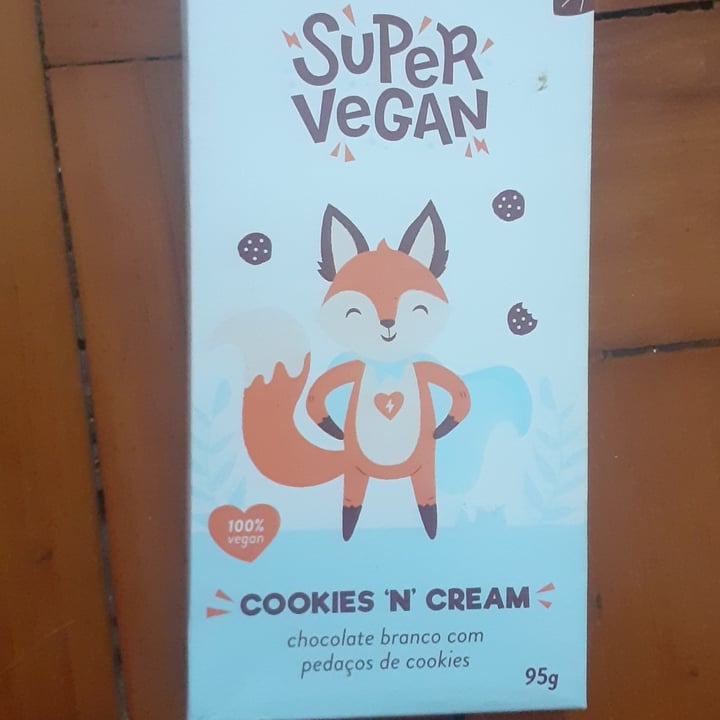 SUPeR
VeGAN
100%
vegan
COOKIES 'N' CREAM
chocolate branco com
pedaços de cookies
95g